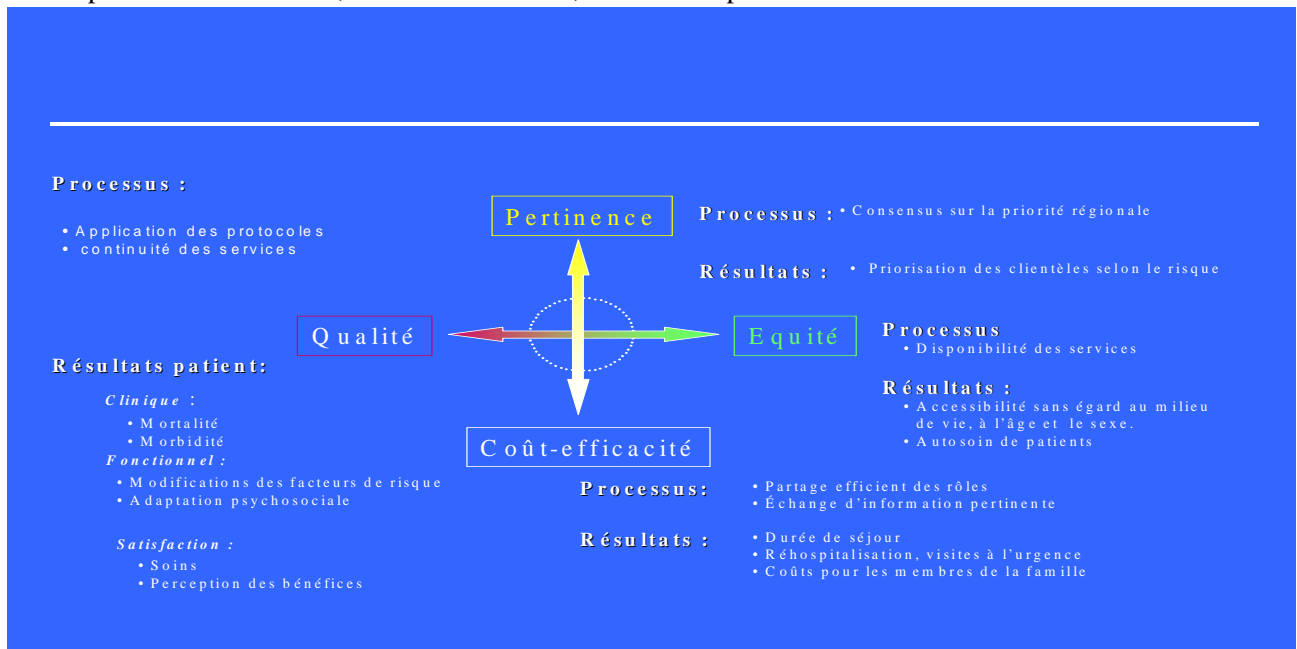 Processus :
• Application des protocoles
• continuité des services
Pertinence
Processus :
• Consensus sur la priorité régionale
Résultats :
• Priorisation des clientèles selon le risque
Qualité
Equité
Processus
• Disponibilité des services
Résultats :
• Accessibilité sans égard au milieu
de vie, à l'âge et le sexe.
• Autosoin de patients
Résultats patient:
Clinique :
• Mortalité
• Morbidité
Fonctionnel :
• Modifications des facteurs de risque
• Adaptation psychosociale
Satisfaction :
• Soins
• Perception des bénéfices
Coût-efficacité
Processus:
• Partage efficient des rôles
• Échange d'information pertinente
Résultats :
• Durée de séjour
• Réhospitalisation, visites à l'urgence
• Coûts pour les membres de la famille